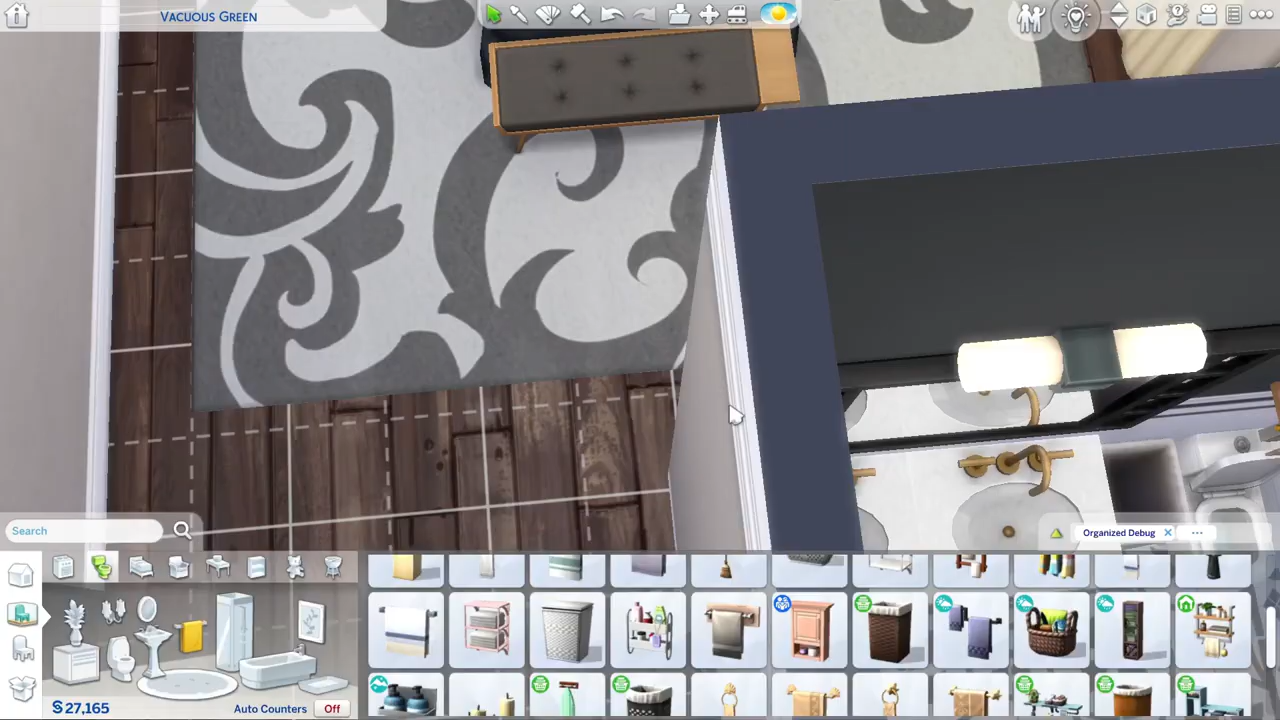 VACUOUS GREEN
Search
Organized Debug
§27,165
Auto Counters
Off